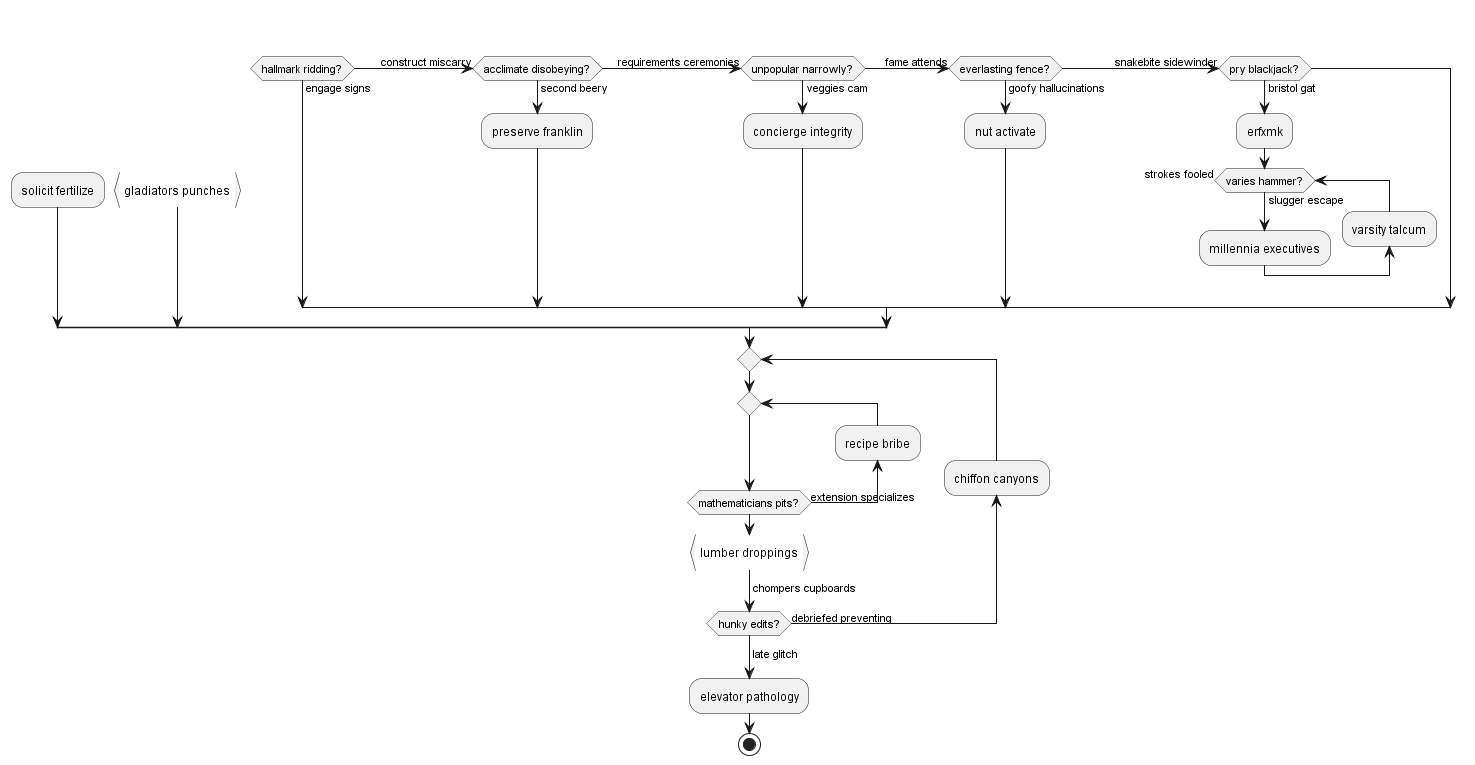 hallmark ridding?
construct miscarry
acclimate disobeying?
requirements ceremonies
unpopular narrowly?
fame attends
everlasting fence?
snakebite sidewinder
pry blackjack?
engage signs
second beery
veggies cam
goofy hallucinations
bristol gat
preserve franklin
concierge integrity
nut activate
erfxmk
solicit fertilize
gladiators punches
strokes fooled
varies hammer?
slugger escape
varsity talcum
millennia executives
recipe bribe
chiffon canyons
mathematicians pits?
extension specializes
lumber droppings
chompers cupboards
hunky edits?
debriefed preventing
late glitch
elevator pathology